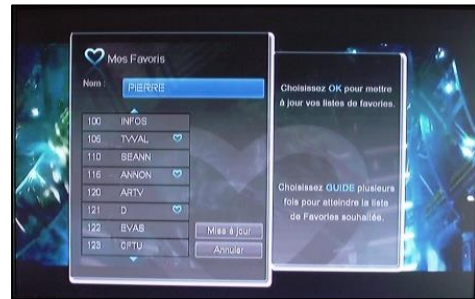 Mes Favoris
Nom :
PIERRE
100 INFOS
106 TVVAL
110 SEANN
116 ANNON
120 ARTV
121 D
122 EVAS
123 CFTU
Mise à jour
Annuler
Choisissez OK pour mettre
à jour vos listes de favories.
Choisissez GUIDE plusieurs
fois pour atteindre la liste
de Favories souhaitée.